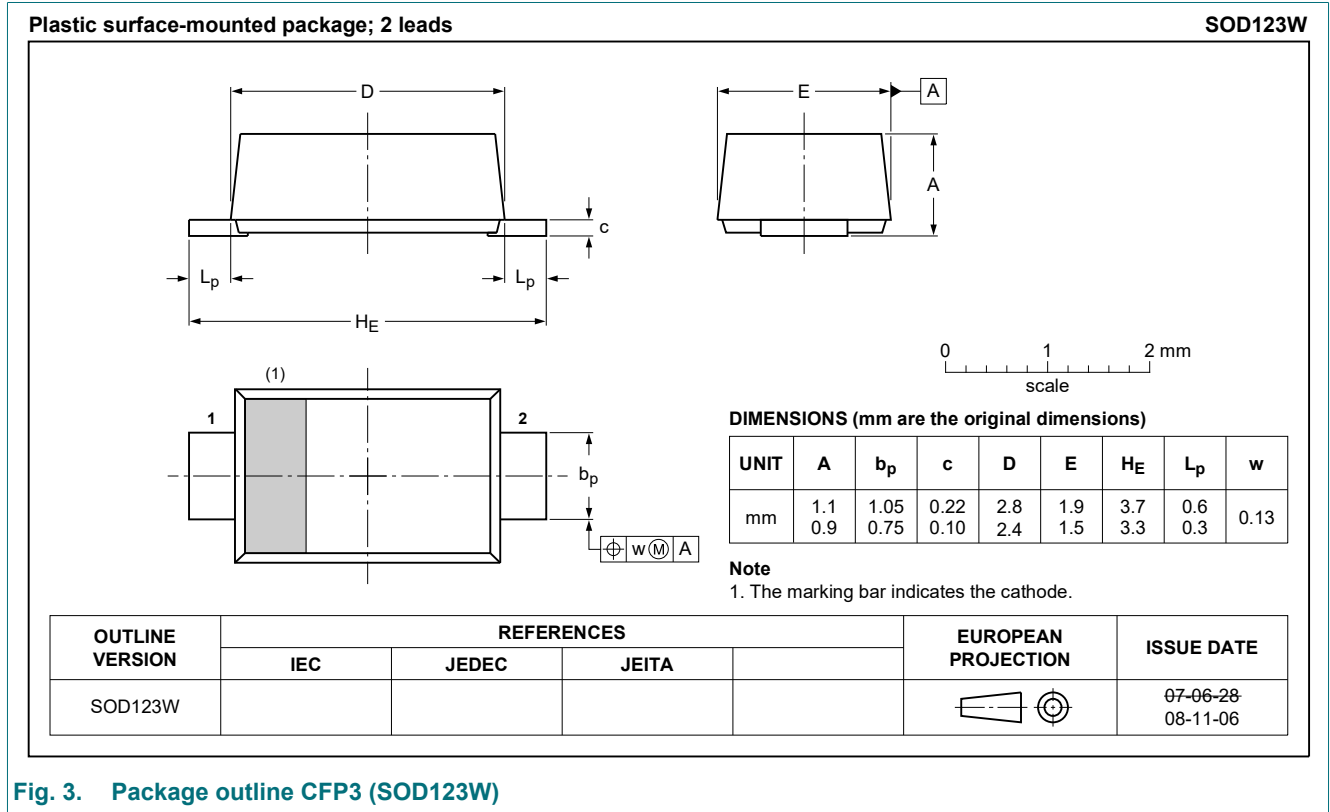 Plastic surface-mounted package; 2 leads SOD123W
D E A
A
c
Lp Lp
HE
0 1 2 mm
scale
(1)
1 2
bp
w Ⓜ A
DIMENSIONS (mm are the original dimensions)
UNIT A bp c D E HE Lp w
mm 1.1 1.05 0.22 2.8 1.9 3.7 0.6 0.13
0.9 0.75 0.10 2.4 1.5 3.3 0.3
Note
1. The marking bar indicates the cathode.
OUTLINE VERSION REFERENCES EUROPEAN PROJECTION ISSUE DATE
IEC JEDEC JEITA
SOD123W 07-06-28
08-11-06
Fig. 3. Package outline CFP3 (SOD123W)